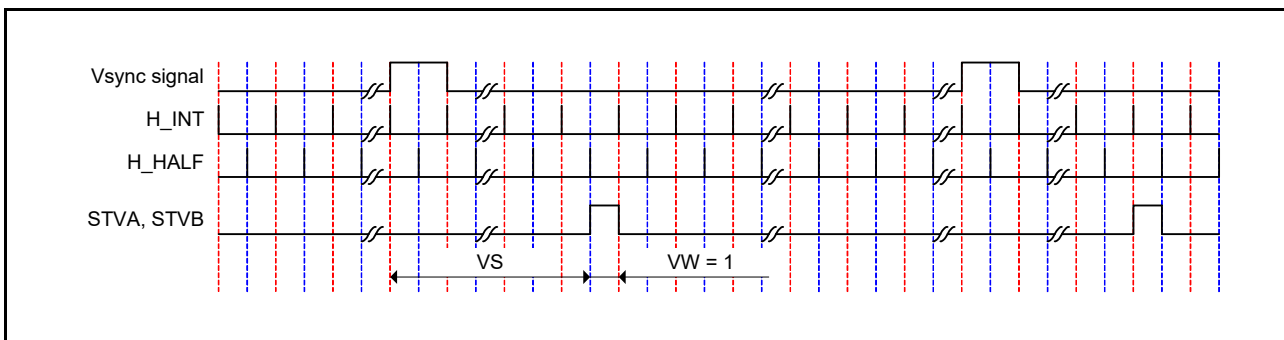 Vsync signal
H_INT
H_HALF
STVA, STVB
VS VW = 1